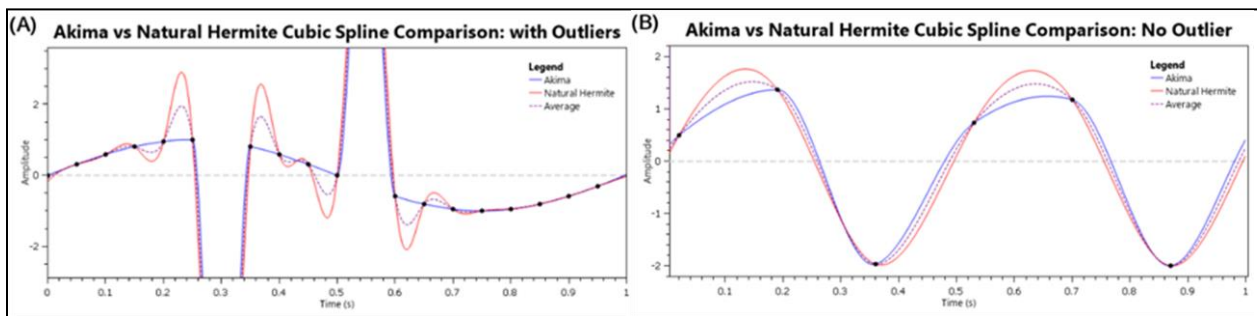 (A)
Akima vs Natural Hermite Cubic Spline Comparison: with Outliers
Legend
Akima
Natural Hermite
Average
Amplitude
2
0
-2
0
0.1
0.2
0.3
0.4
0.5
0.6
0.7
0.8
0.9
1
Time (s)
(B)
Akima vs Natural Hermite Cubic Spline Comparison: No Outlier
Legend
Akima
Natural Hermite
Average
Amplitude
2
1
0
-1
-2
0.1
0.2
0.3
0.4
0.5
0.6
0.7
0.8
0.9
1
Time (s)